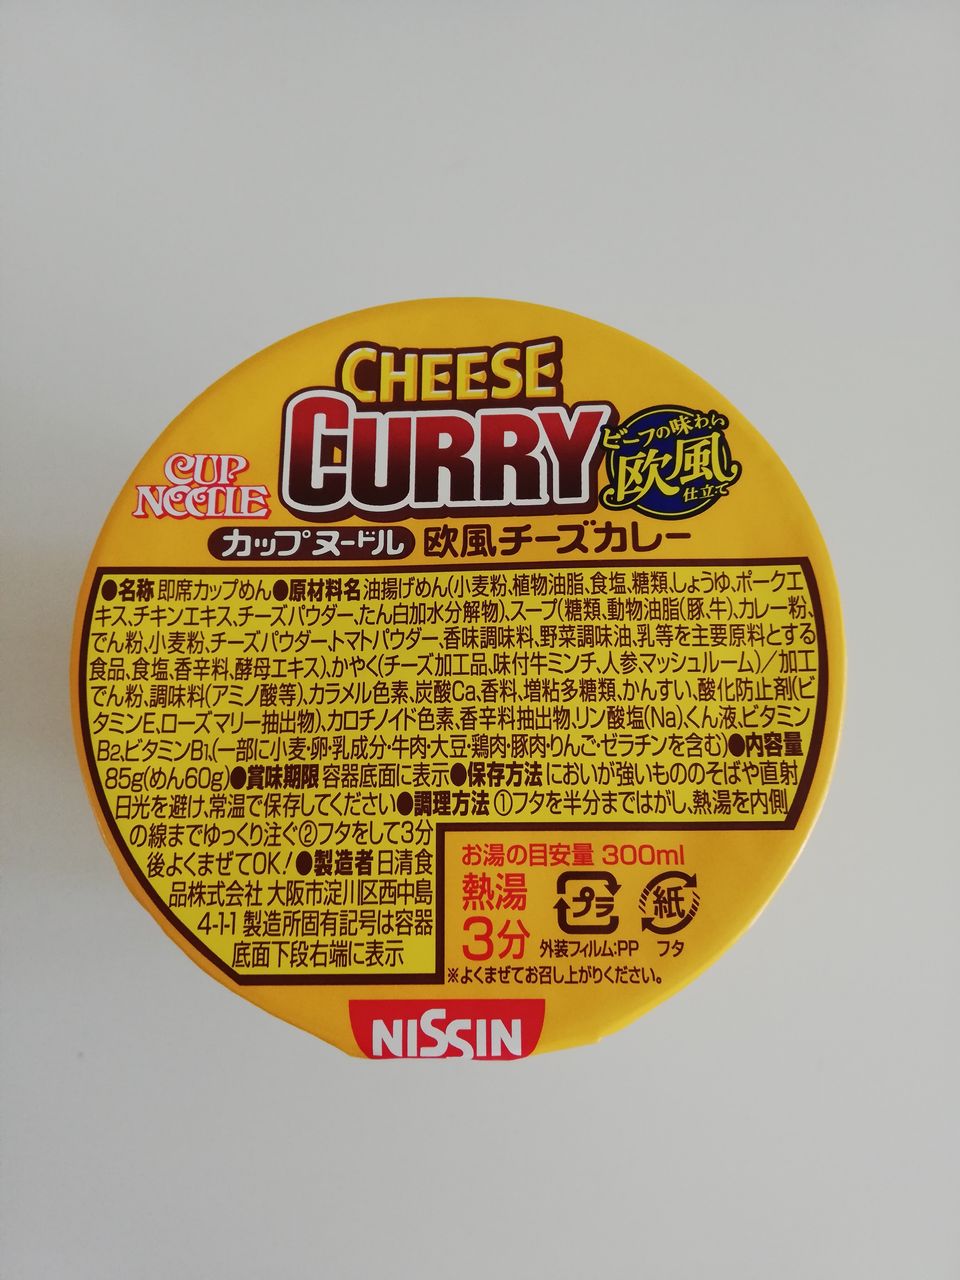 CHEESE
CURRY
ビーフの味わい
欧風
仕立て
CUP
NOODLE
カップヌードル 欧風チーズカレー
●名称 即席カップめん●原材料名 油揚げめん(小麦粉、植物油脂、食塩、糖類、しょうゆ、ポークエ
キス、チキンエキス、チーズパウダー、たん白加水分解物)、スープ(糖類、動物油脂(豚、牛)、カレー粉、
でん粉、小麦粉、チーズパウダー、トマトパウダー、香味調味料、野菜調味油、乳等を主要原料とする
食品、食塩、香辛料、酵母エキス)、かやく(チーズ加工品、味付牛ミンチ、人参、マッシュルーム)/加工
でん粉、調味料(アミノ酸等)、カラメル色素、炭酸Ca、香料、増粘多糖類、かんすい、酸化防止剤(ビ
タミンE、ローズマリー抽出物)、カロチノイド色素、香辛料抽出物、リン酸塩(Na)、くん液、ビタミン
B2、ビタミンB1、(一部に小麦・卵・乳成分・牛肉・大豆・鶏肉・豚肉・りんご・ゼラチンを含む)●内容量
85g(めん60g)●賞味期限 容器底面に表示●保存方法 においが強いもののそばや直射
日光を避け、常温で保存してください●調理方法 ①フタを半分まではがし、熱湯を内側
の線までゆっくり注ぐ②フタをして3分
後よくまぜてOK!●製造者 日清食
品株式会社 大阪市淀川区西中島
4-1-1 製造所固有記号は容器
底面下段右端に表示
お湯の目安量 300ml
熱湯
3分
プラ
紙
外装フィルム:PP フタ
※よくまぜてお召し上がりください。
NISSIN